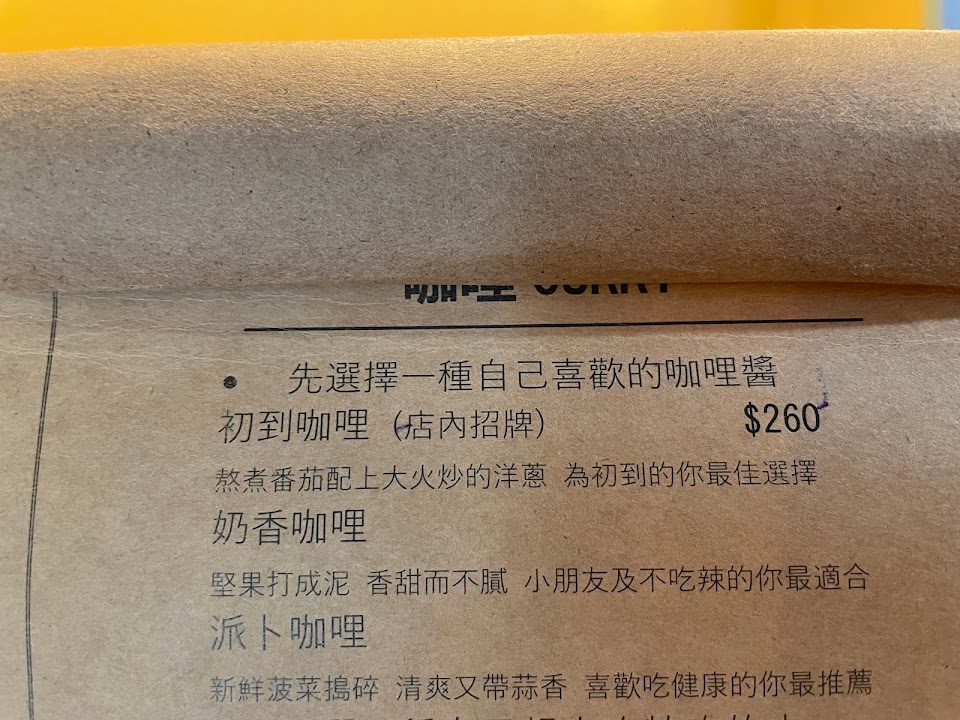 咖哩 CURRY
• 先選擇一種自己喜歡的咖哩醬
初到咖哩 (店內招牌) $260
熬煮番茄配上大火炒的洋蔥 為初到的你最佳選擇
奶香咖哩
堅果打成泥 香甜而不膩 小朋友及不吃辣的你最適合
派卜咖哩
新鮮菠菜搗碎 清爽又帶蒜香 喜歡吃健康的你最推薦